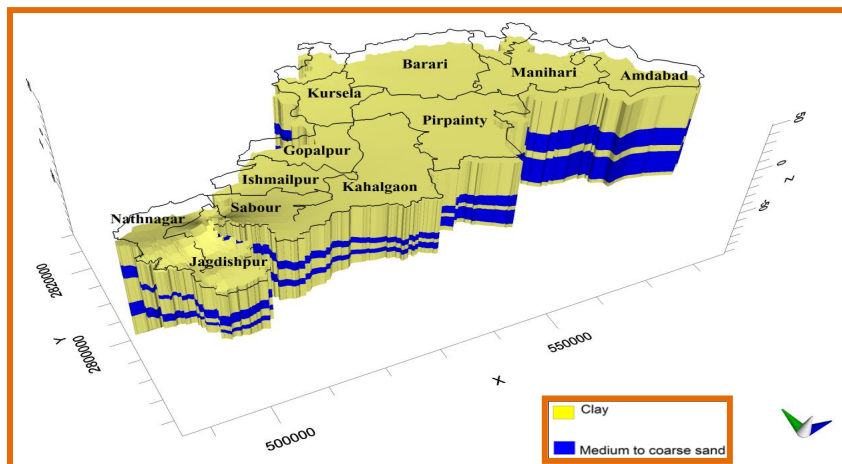 Barari
Manihari
Amdabad
Kursela
Pirpainty
Gopalpur
Ishmailpur
Kahalgaon
Sabour
Nathnagar
Jagdishpur
50
0
50
Z
2820000
2800000
Y
X
550000
500000
Clay
Medium to coarse sand